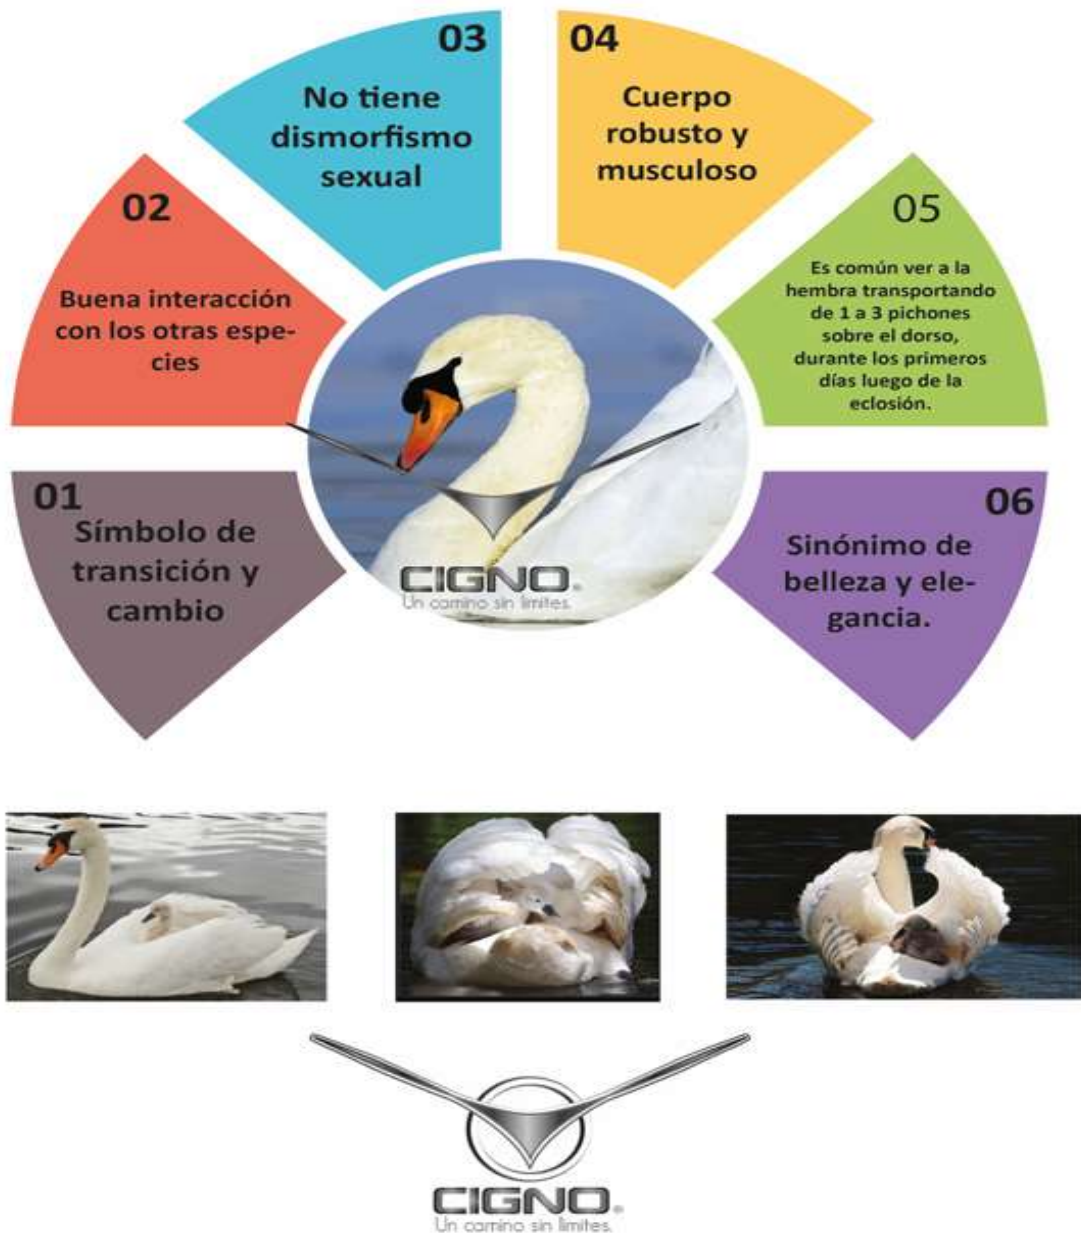 01
Símbolo de
transición y
cambio
02
Buena interacción
con los otras espe-
cies
03
No tiene
dismorfismo
sexual
04
Cuerpo
robusto y
musculoso
05
Es común ver a la
hembra transportando
de 1 a 3 pichones
sobre el dorso,
durante los primeros
días luego de la
eclosión.
06
Sinónimo de
belleza y ele-
gancia.
CIGNO®
Un camino sin limites.
CIGNO®
Un camino sin limites.